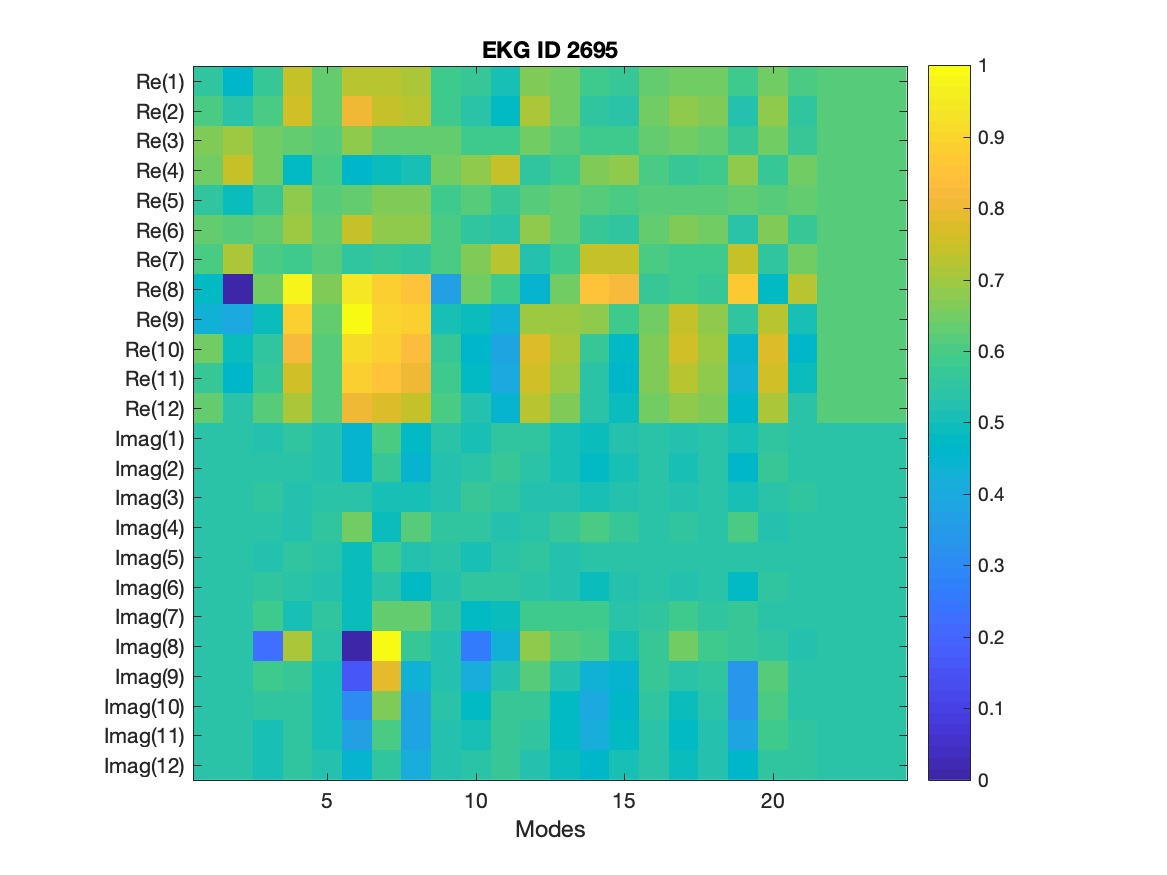 EKG ID 2695
Re(1)
Re(2)
Re(3)
Re(4)
Re(5)
Re(6)
Re(7)
Re(8)
Re(9)
Re(10)
Re(11)
Re(12)
Imag(1)
Imag(2)
Imag(3)
Imag(4)
Imag(5)
Imag(6)
Imag(7)
Imag(8)
Imag(9)
Imag(10)
Imag(11)
Imag(12)
5 10 15 20
Modes
1
0.9
0.8
0.7
0.6
0.5
0.4
0.3
0.2
0.1
0